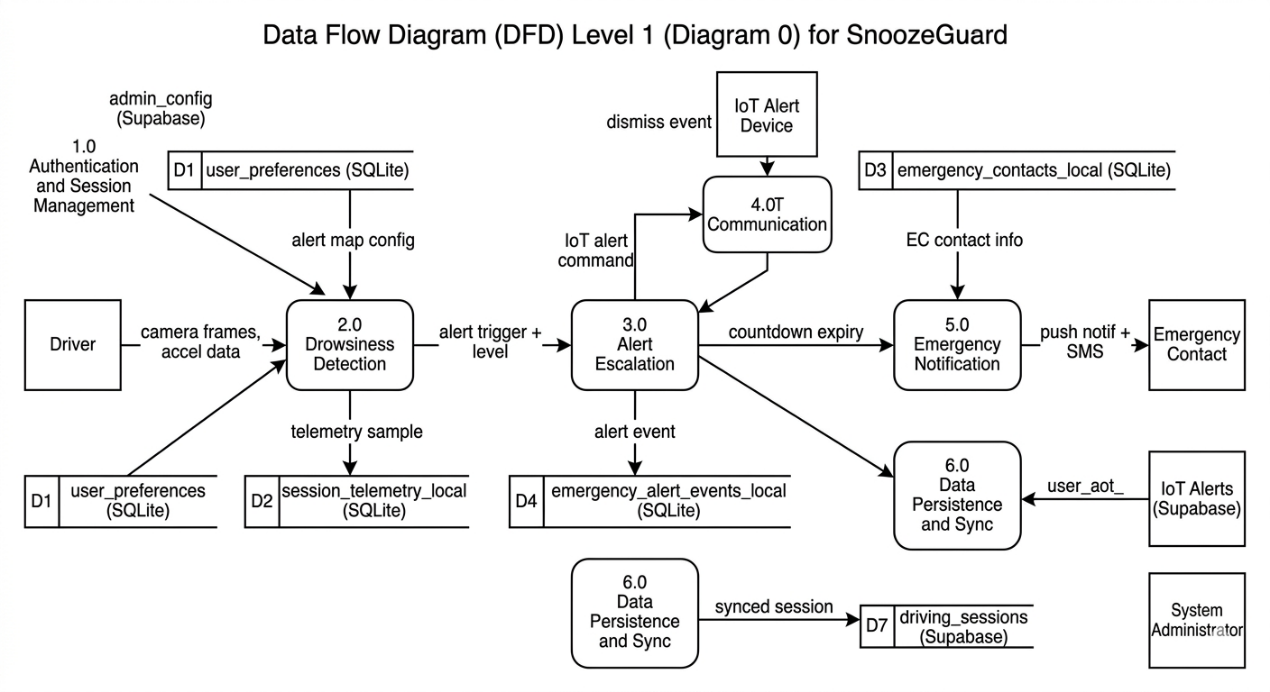 Data Flow Diagram (DFD) Level 1 (Diagram 0) for SnoozeGuard
admin_config
(Supabase)
1.0
Authentication
and Session
Management
D1 user_preferences (SQLite)
alert map config
dismiss event
IoT Alert
Device
4.0T
Communication
IoT alert
command
D3 emergency_contacts_local (SQLite)
EC contact info
Driver
camera frames,
accel data
2.0
Drowsiness
Detection
alert trigger +
level
3.0
Alert
Escalation
countdown expiry
5.0
Emergency
Notification
push notif +
SMS
Emergency
Contact
telemetry sample
alert event
D1 user_preferences
(SQLite)
D2 session_telemetry_local
(SQLite)
D4 emergency_alert_events_local
(SQLite)
6.0
Data
Persistence
and Sync
user_aot_
IoT Alerts
(Supabase)
6.0
Data
Persistence
and Sync
synced session
D7 driving_sessions
(Supabase)
System
Administrator